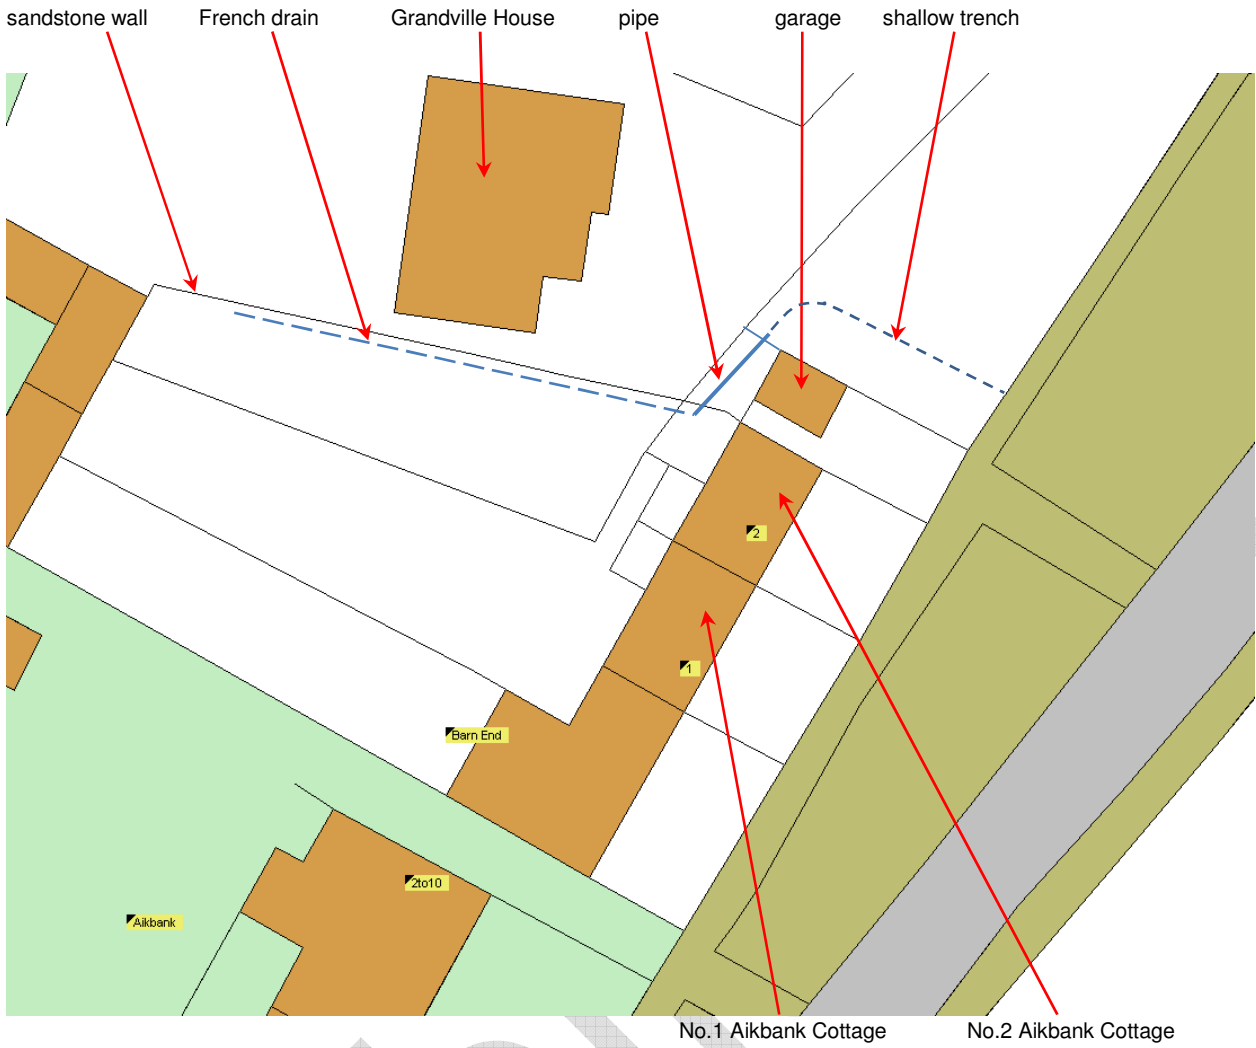 sandstone wall French drain Grandville House pipe garage shallow trench
2
1
Barn End
2to10
Aikbank
No.1 Aikbank Cottage No.2 Aikbank Cottage